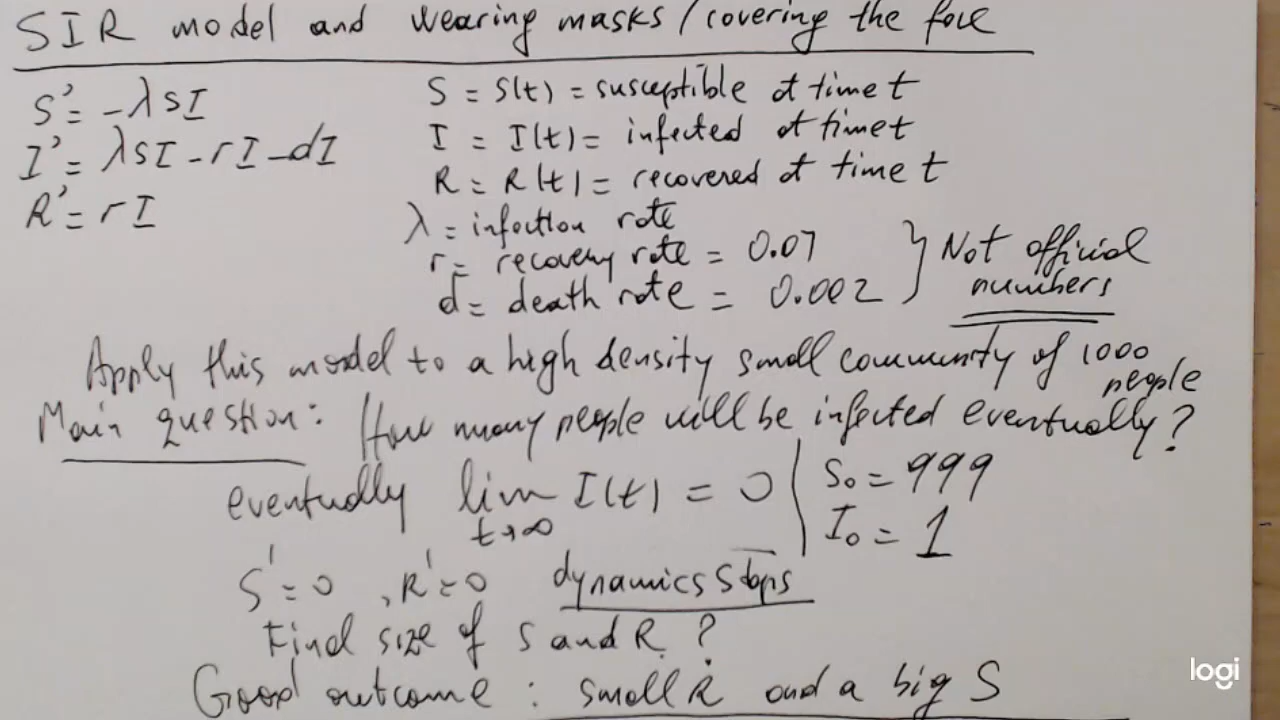 SIR model and wearing masks/covering the face
S' = -λSI
I' = λSI - rI - dI
R' = rI
S = S(t) = susceptible at time t
I = I(t) = infected at time t
R = R(t) = recovered at time t
λ = infection rate
r = recovery rate = 0.07
d = death rate = 0.002
} Not official
numbers
Apply this model to a high density small community of 1000
people
Main question: How many people will be infected eventually?
eventually lim I(t) = 0
t→∞
S₀ = 999
I₀ = 1
S' = 0, R' = 0 dynamics stops
Final size of S and R?
Good outcome: small R and a big S
logi